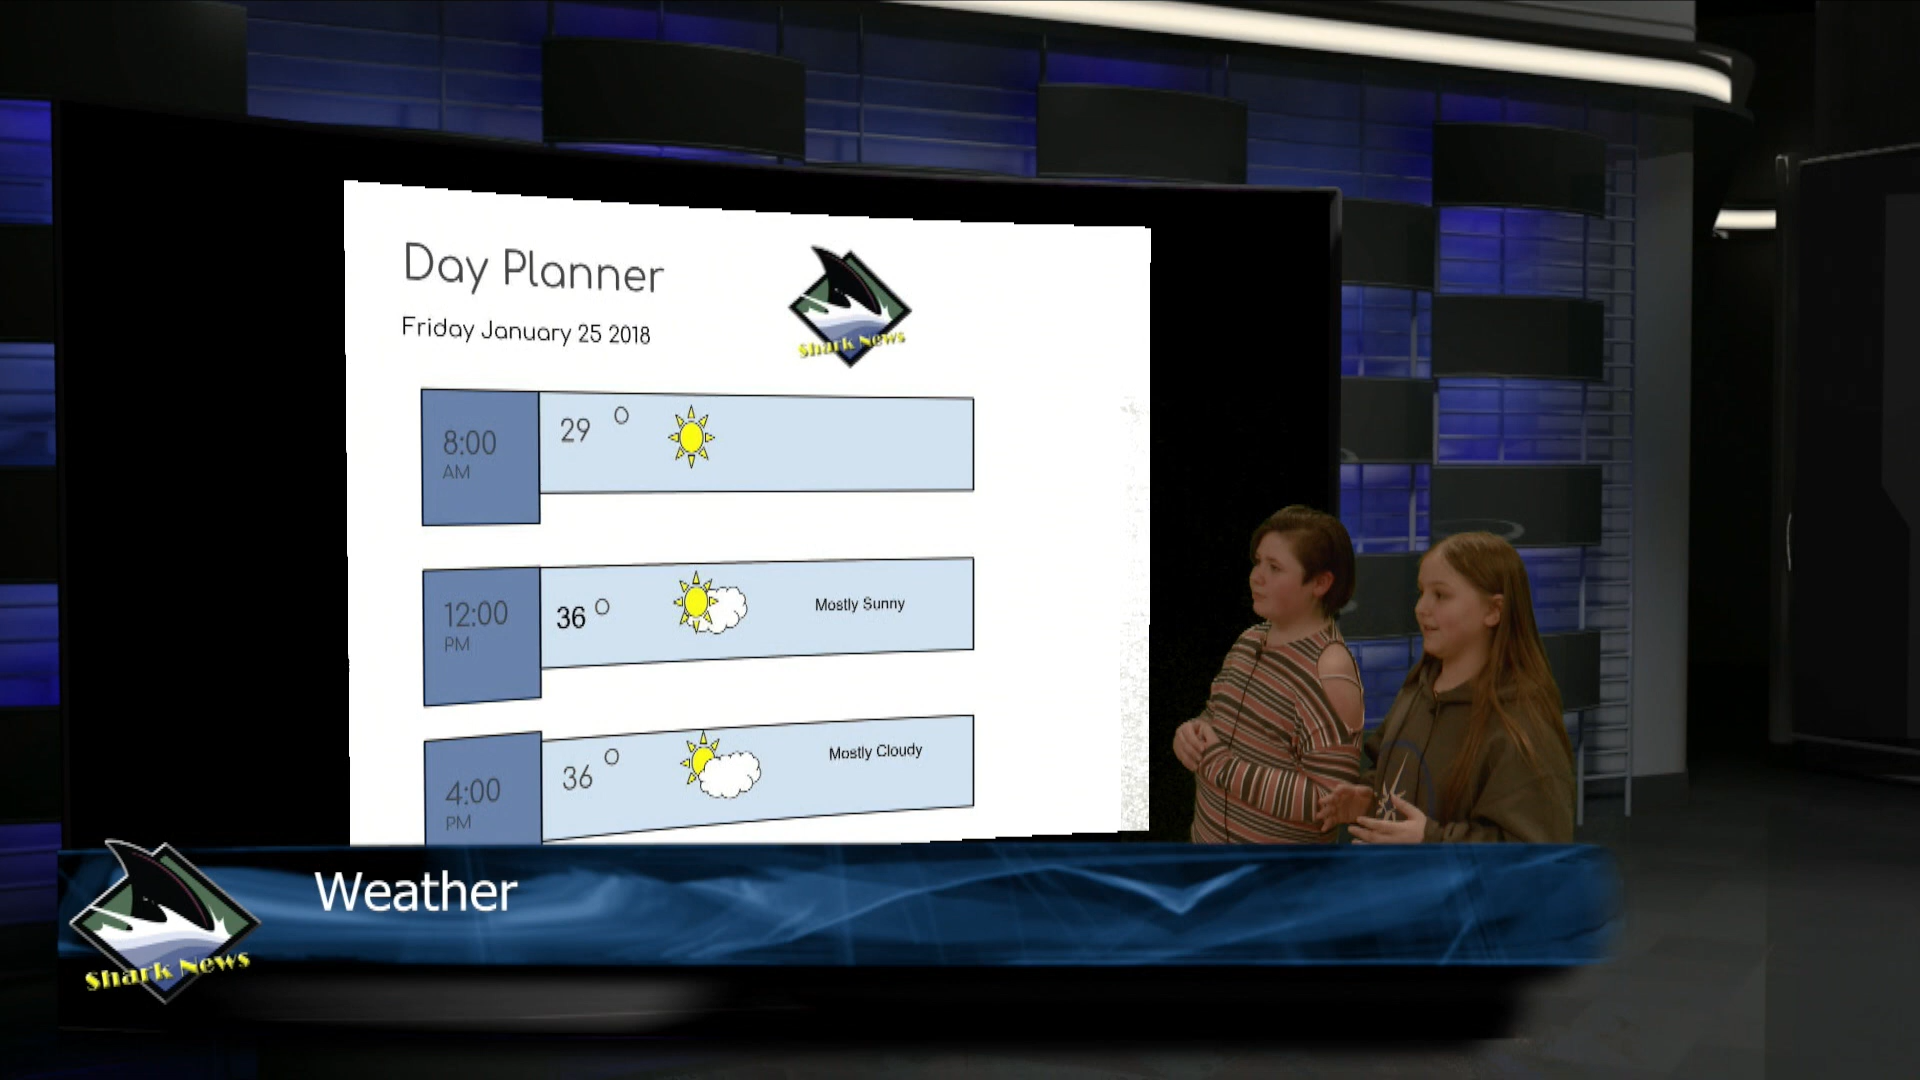 Day Planner
Friday January 25 2018
Shark News
8:00
AM
29 °
12:00
PM
36 °
Mostly Sunny
4:00
PM
36 °
Mostly Cloudy
Weather
Shark News